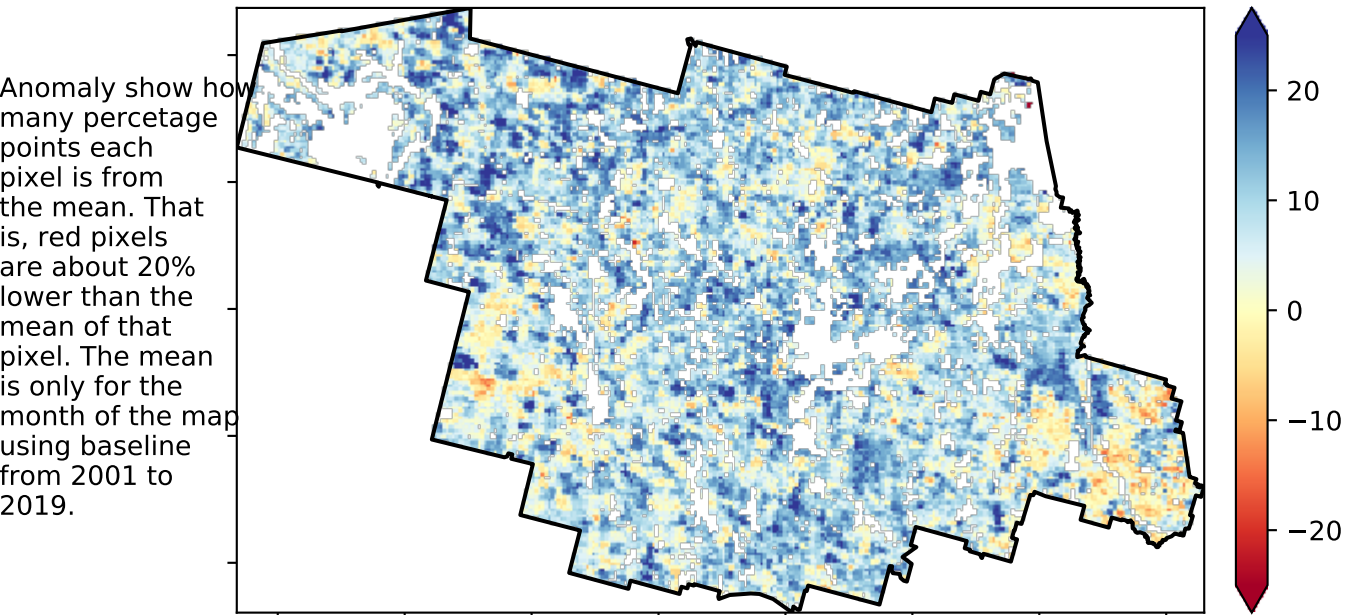 Anomaly show how
many percetage
points each
pixel is from
the mean. That
is, red pixels
are about 20%
lower than the
mean of that
pixel. The mean
is only for the
month of the map
using baseline
from 2001 to
2019.
20
10
0
−10
−20